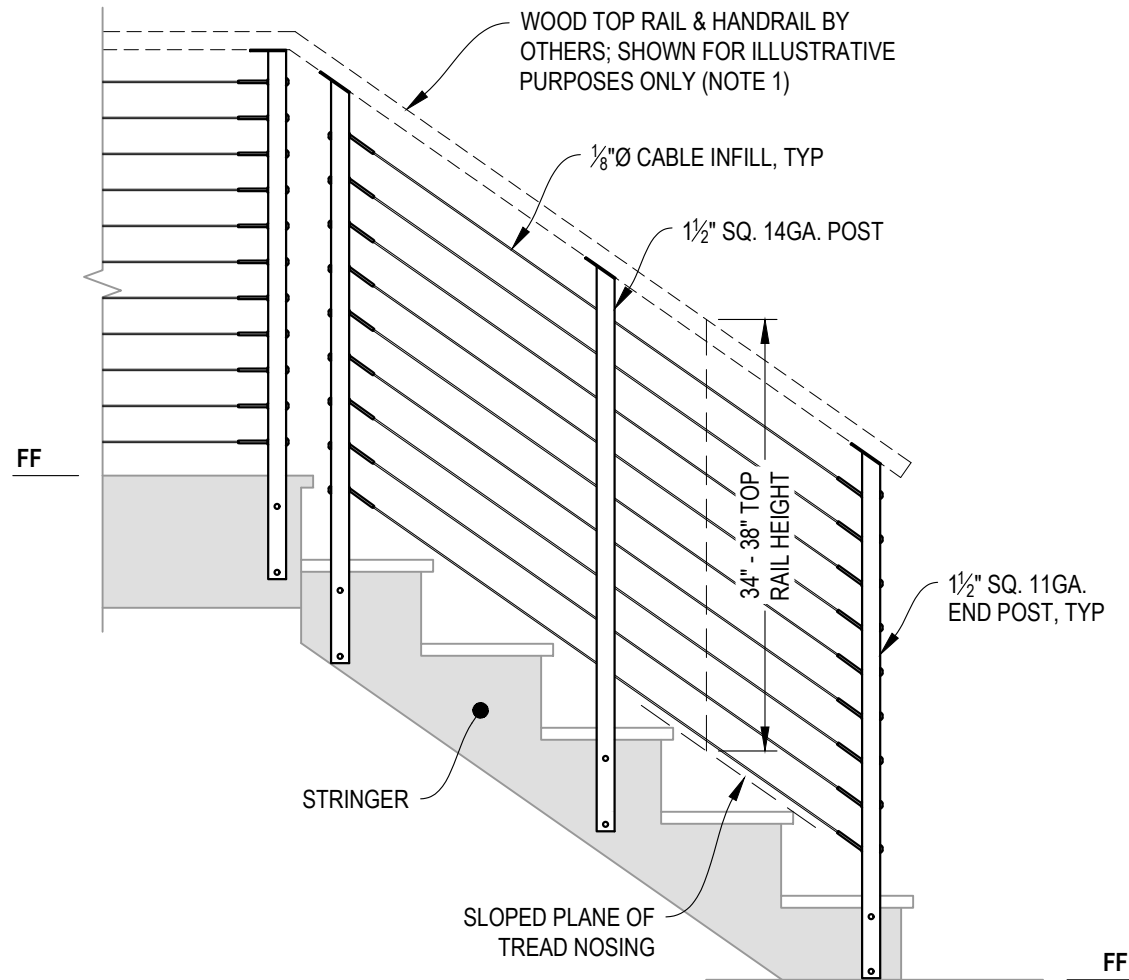 WOOD TOP RAIL & HANDRAIL BY
OTHERS; SHOWN FOR ILLUSTRATIVE
PURPOSES ONLY (NOTE 1)
⅛"Ø CABLE INFILL, TYP
1½" SQ. 14GA. POST
FF
34" - 38" TOP
RAIL HEIGHT
1½" SQ. 11GA.
END POST, TYP
STRINGER
SLOPED PLANE OF
TREAD NOSING
FF